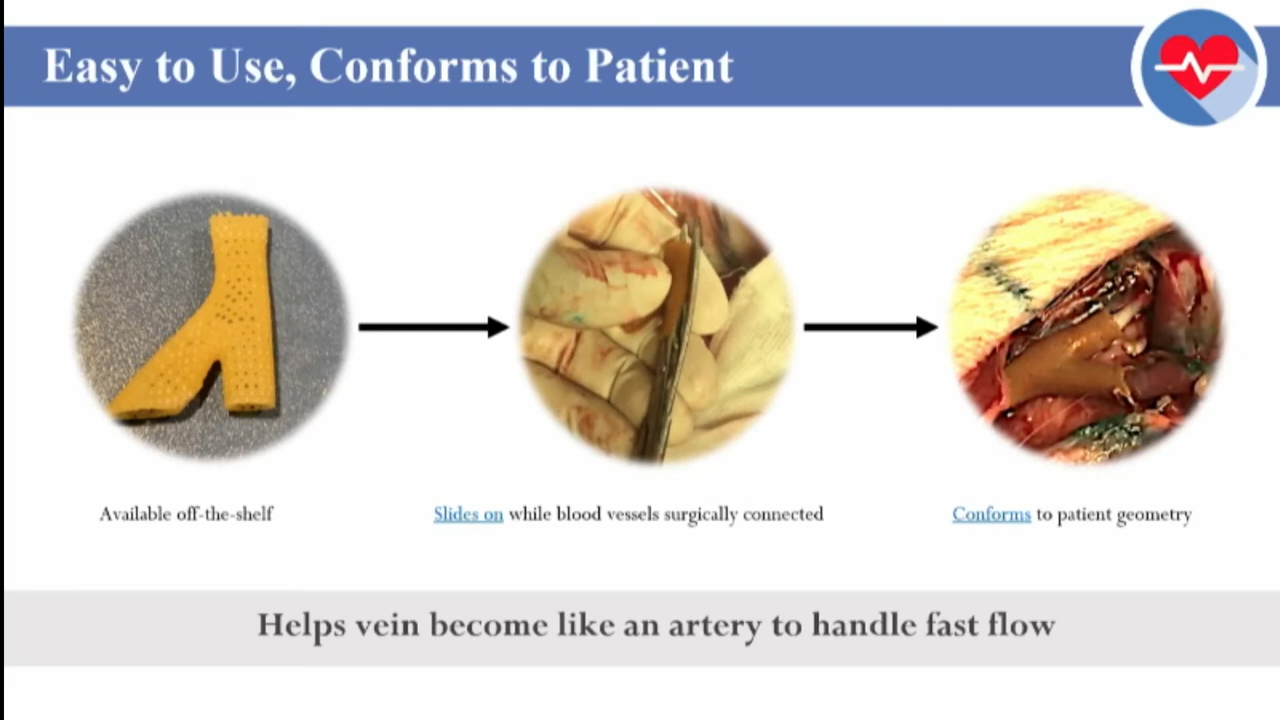 Easy to Use, Conforms to Patient
Available off-the-shelf
Slides on while blood vessels surgically connected
Conforms to patient geometry
Helps vein become like an artery to handle fast flow